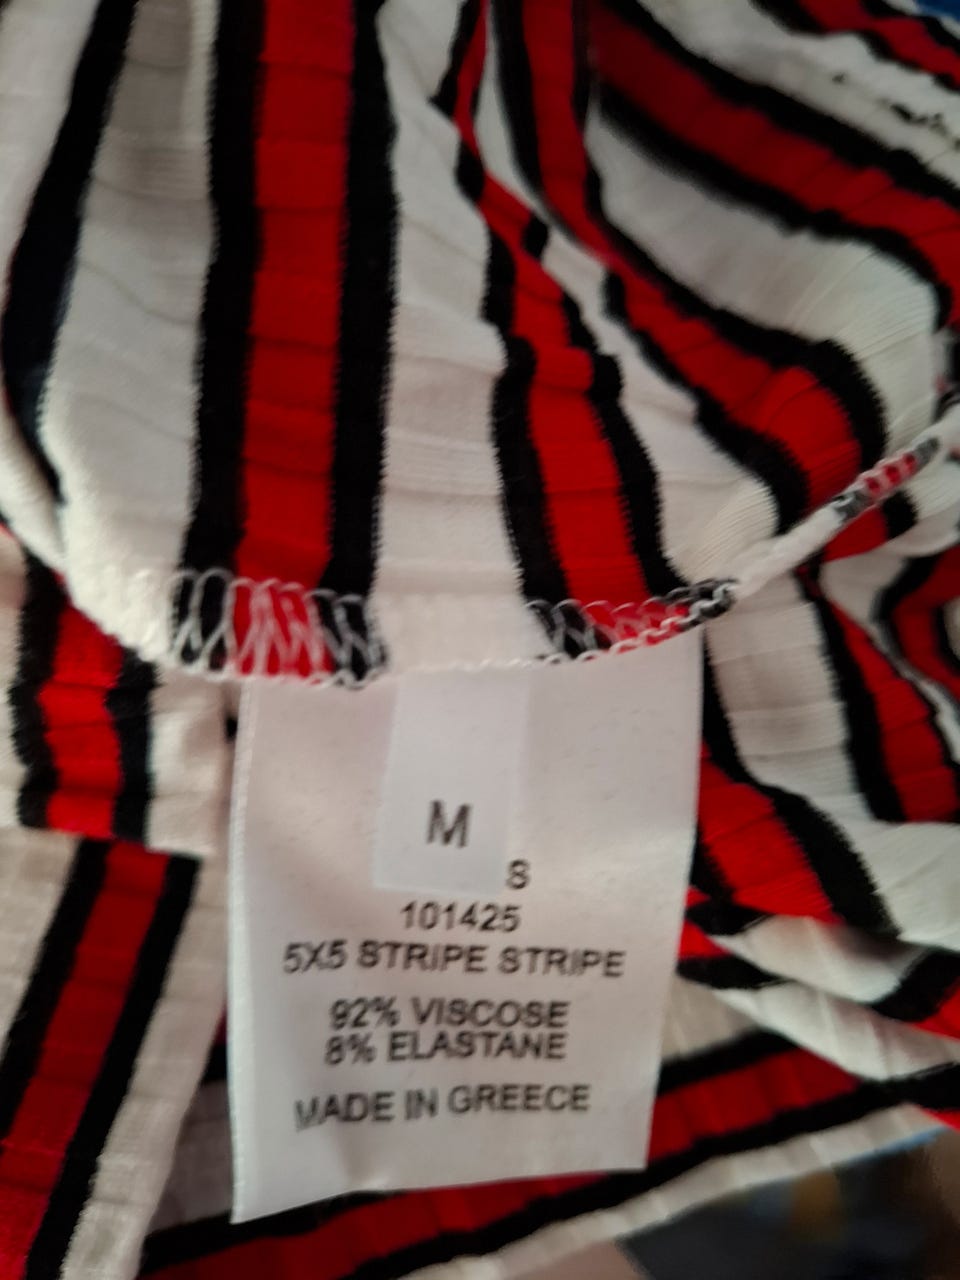 M
8
101425
5X5 STRIPE STRIPE
92% VISCOSE
8% ELASTANE
MADE IN GREECE